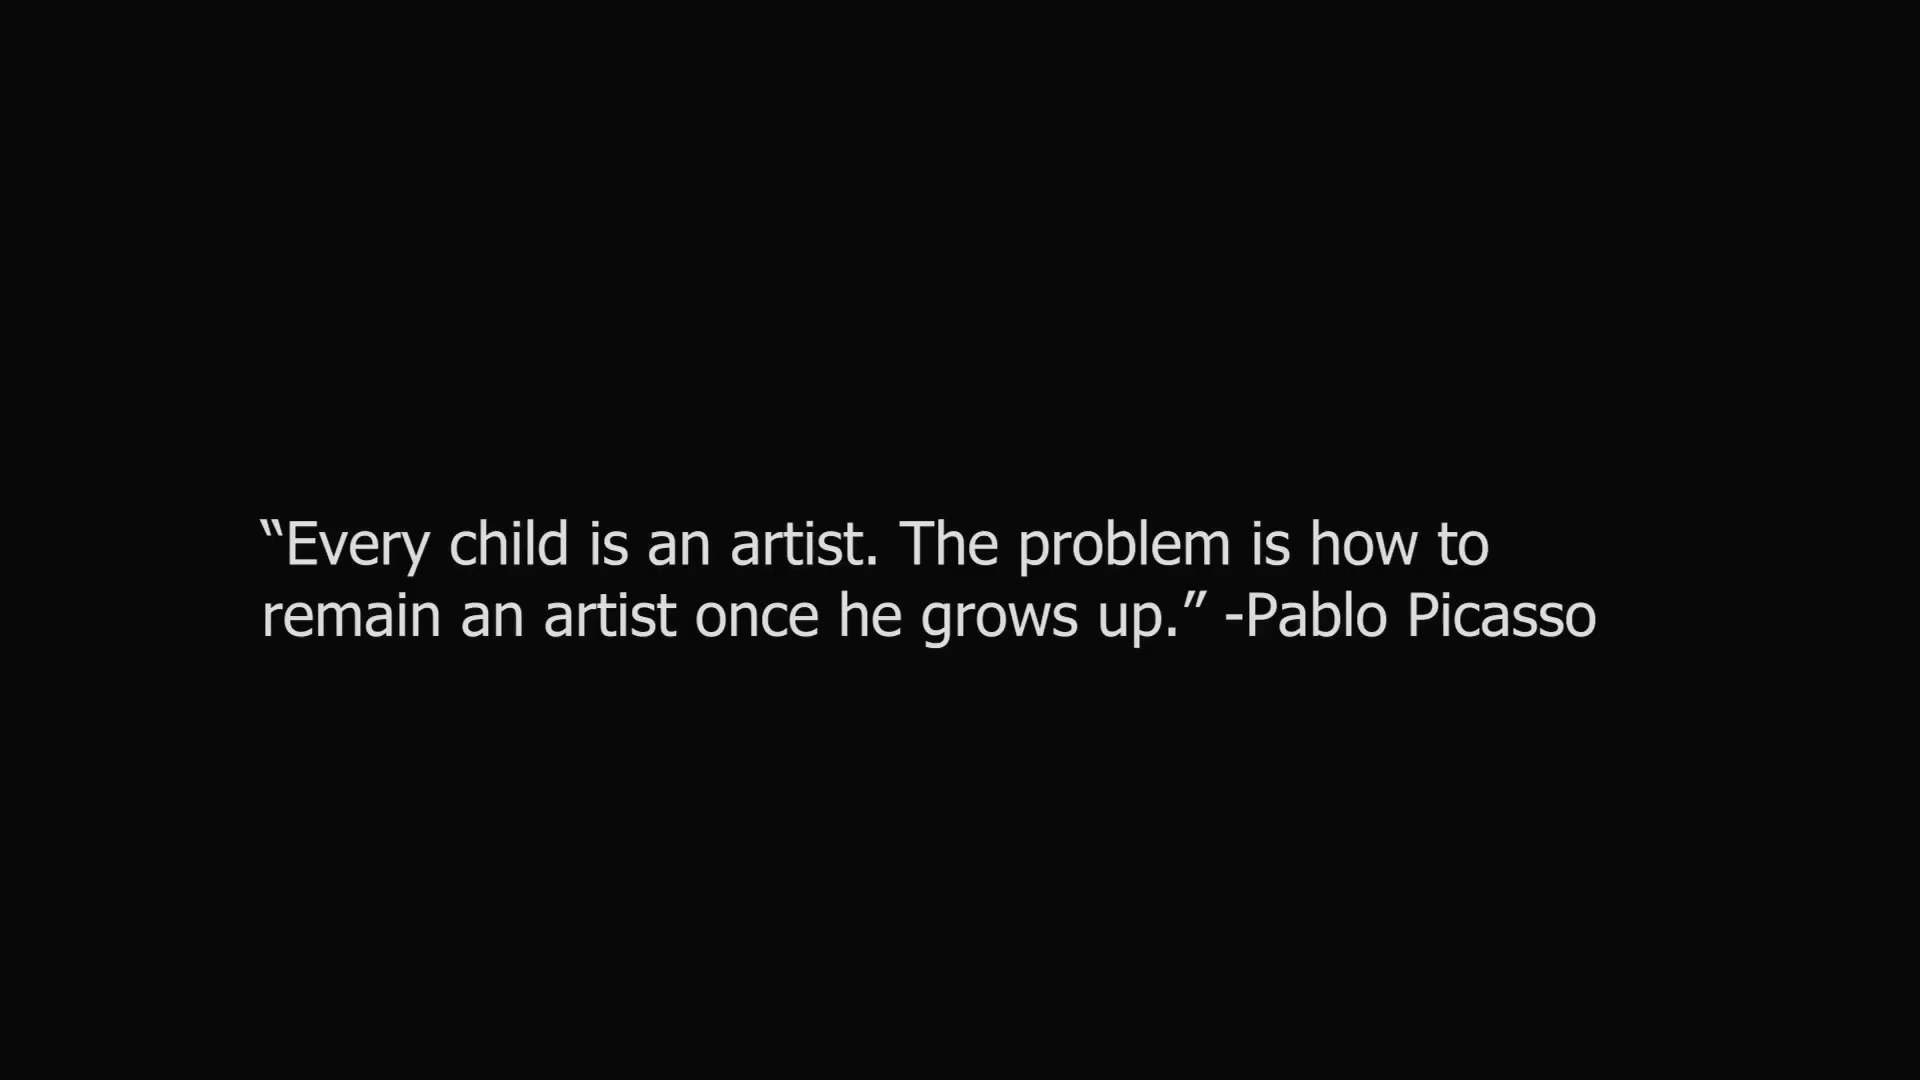 “Every child is an artist. The problem is how to
remain an artist once he grows up.” -Pablo Picasso